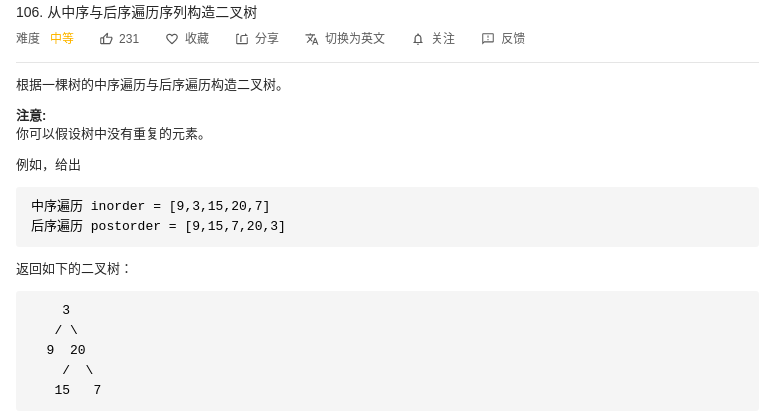 106. 从中序与后序遍历序列构造二叉树
难度 中等 231 收藏 分享 切换为英文 关注 反馈
根据一棵树的中序遍历与后序遍历构造二叉树。
注意:
你可以假设树中没有重复的元素。
例如，给出
中序遍历 inorder = [9,3,15,20,7]
后序遍历 postorder = [9,15,7,20,3]
返回如下的二叉树：
3
/ \
9 20
/ \
15 7